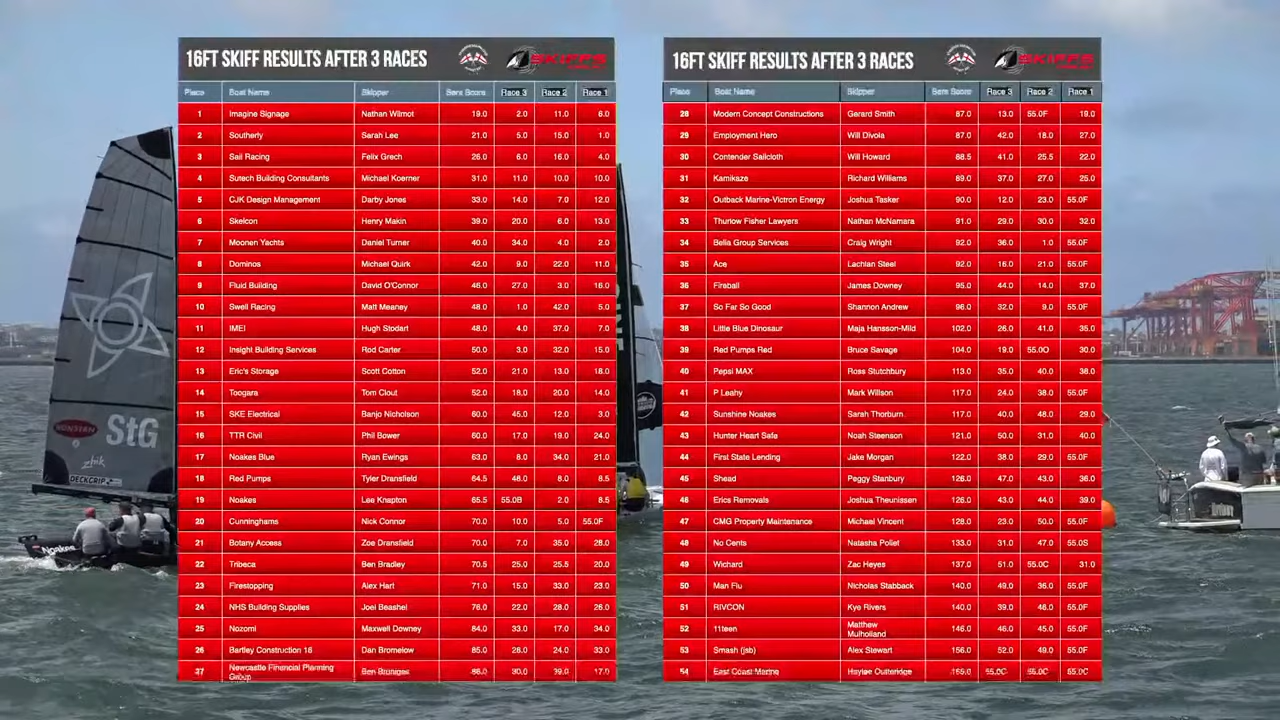 16FT SKIFF RESULTS AFTER 3 RACES SKIFFS
Place Boat Name Skipper Sers Score Race 3 Race 2 Race 1
1 Imagine Signage Nathan Wilmot 19.0 2.0 11.0 6.0
2 Southerly Sarah Lee 21.0 5.0 15.0 1.0
3 Sail Racing Felix Grech 26.0 6.0 16.0 4.0
4 Sutech Building Consultants Michael Koerner 31.0 11.0 10.0 10.0
5 CJK Design Management Darby Jones 33.0 14.0 7.0 12.0
6 Skelcon Henry Makin 39.0 20.0 6.0 13.0
7 Moonen Yachts Daniel Turner 40.0 34.0 4.0 2.0
8 Dominos Michael Quirk 42.0 9.0 22.0 11.0
9 Fluid Building David O'Connor 46.0 27.0 3.0 16.0
10 Swell Racing Matt Meaney 48.0 1.0 42.0 5.0
11 IMEI Hugh Stodart 48.0 4.0 37.0 7.0
12 Insight Building Services Rod Carter 50.0 3.0 32.0 15.0
13 Eric's Storage Scott Cotton 52.0 21.0 13.0 18.0
14 Toogara Tom Clout 52.0 18.0 20.0 14.0
15 SKE Electrical Banjo Nicholson 60.0 45.0 12.0 3.0
16 TTR Civil Phil Bower 60.0 17.0 19.0 24.0
17 Noakes Blue Ryan Ewings 63.0 8.0 34.0 21.0
18 Red Pumps Tyler Dransfield 64.5 48.0 8.0 8.5
19 Noakes Lee Knapton 65.5 55.0B 2.0 8.5
20 Cunninghams Nick Connor 70.0 10.0 5.0 55.0F
21 Botany Access Zoe Dransfield 70.0 7.0 35.0 28.0
22 Tribeca Ben Bradley 70.5 25.0 25.5 20.0
23 Firestopping Alex Hart 71.0 15.0 33.0 23.0
24 NHS Building Supplies Joel Beashel 76.0 22.0 28.0 26.0
25 Nozomi Maxwell Downey 84.0 33.0 17.0 34.0
26 Bartley Construction 16 Dan Bromelow 85.0 28.0 24.0 33.0
27 Newcastle Financial Planning Group Ben Brunges 86.0 30.0 39.0 17.0
16FT SKIFF RESULTS AFTER 3 RACES SKIFFS
Place Boat Name Skipper Sers Score Race 3 Race 2 Race 1
28 Modern Concept Constructions Gerard Smith 87.0 13.0 55.0F 19.0
29 Employment Hero Will Divola 87.0 42.0 18.0 27.0
30 Contender Sailcloth Will Howard 88.5 41.0 25.5 22.0
31 Kamikaze Richard Williams 89.0 37.0 27.0 25.0
32 Outback Marine-Victron Energy Joshua Tasker 90.0 12.0 23.0 55.0F
33 Thurlow Fisher Lawyers Nathan McNamara 91.0 29.0 30.0 32.0
34 Bella Group Services Craig Wright 92.0 36.0 1.0 55.0F
35 Ace Lachlan Steel 92.0 16.0 21.0 55.0F
36 Fireball James Downey 95.0 44.0 14.0 37.0
37 So Far So Good Shannon Andrew 96.0 32.0 9.0 55.0F
38 Little Blue Dinosaur Maja Hansson-Mild 102.0 26.0 41.0 35.0
39 Red Pumps Red Bruce Savage 104.0 19.0 55.0O 30.0
40 Pepsi MAX Ross Stutchbury 113.0 35.0 40.0 38.0
41 P Leahy Mark Willson 117.0 24.0 38.0 55.0F
42 Sunshine Noakes Sarah Thorburn 117.0 40.0 48.0 29.0
43 Hunter Heart Safe Noah Steenson 121.0 50.0 31.0 40.0
44 First State Lending Jake Morgan 122.0 38.0 29.0 55.0F
45 Shead Peggy Stanbury 126.0 47.0 43.0 36.0
46 Erics Removals Joshua Theunissen 126.0 43.0 44.0 39.0
47 CMG Property Maintenance Michael Vincent 128.0 23.0 50.0 55.0F
48 No Cents Natasha Pollet 133.0 31.0 47.0 55.0S
49 Wichard Zac Heyes 137.0 51.0 55.0C 31.0
50 Man Flu Nicholas Stabback 140.0 49.0 36.0 55.0F
51 RIVCON Kye Rivers 140.0 39.0 46.0 55.0F
52 11teen Matthew Mulholland 146.0 46.0 45.0 55.0F
53 Smash (jsb) Alex Stewart 156.0 52.0 49.0 55.0F
54 East Coast Marine Haylee Outteridge 165.0 55.0C 55.0C 55.0C
RONSTAN
StG
zhik
DECKGRIP
Noakes